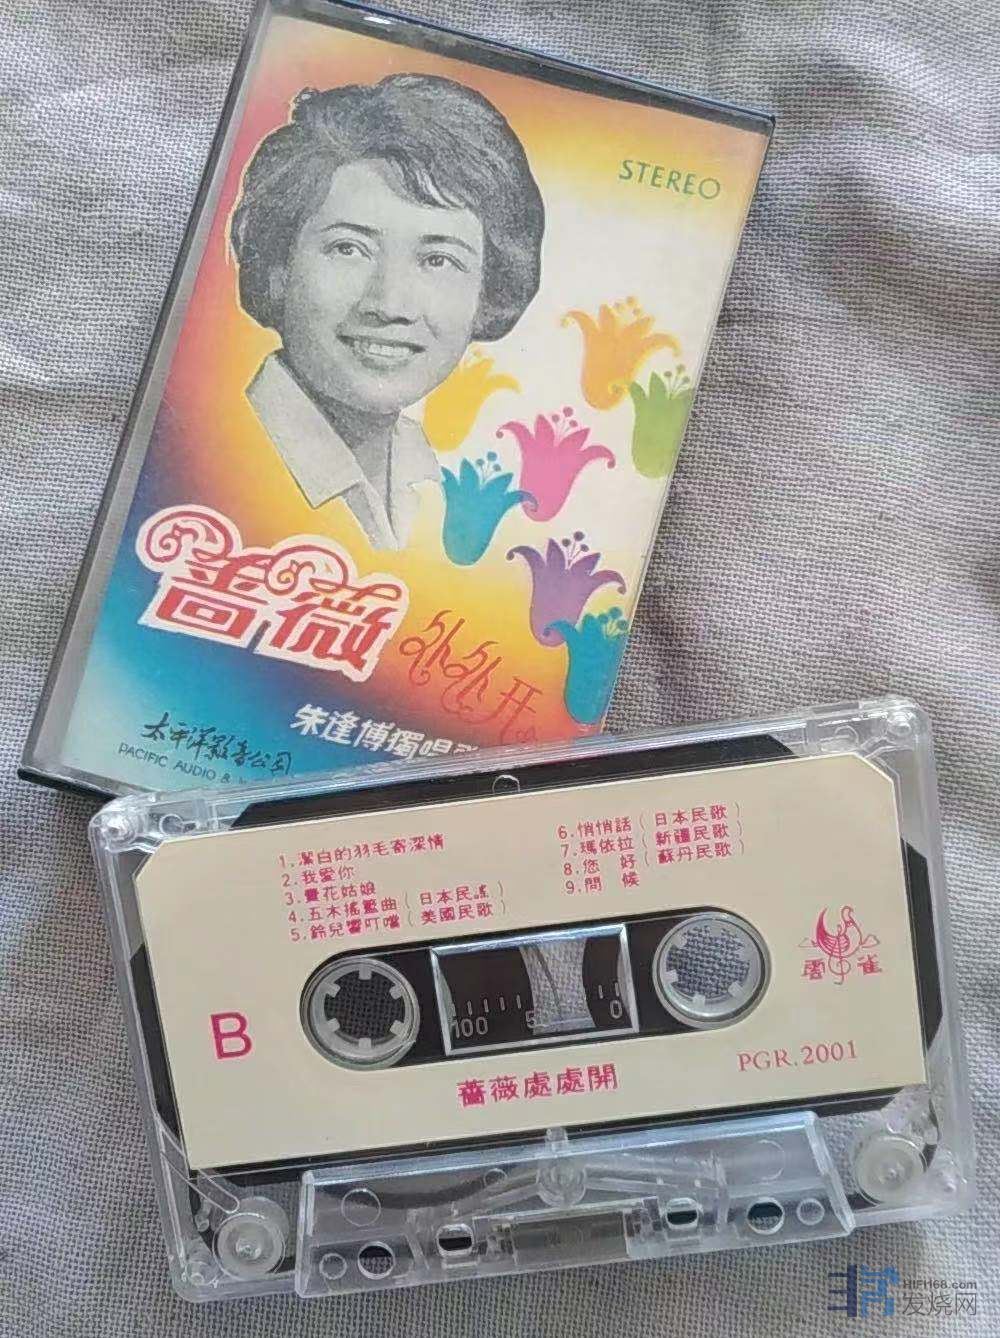 STEREO
薔薇
処処开
朱逢傅獨唱
太平洋影音公司
PACIFIC AUDIO &
1.潔白的羽毛寄深情
2.我愛你
3.賣花姑娘
4.五木搖籃曲(日本民謠)
5.鈴兒響叮噹(美國民歌)
6.悄悄話(日本民歌)
7.瑪依拉(新疆民歌)
8.您 好(蘇丹民歌)
9.問 候
雲雀
B
100
50
0
薔薇處處開
PGR.2001
HIFI68.com
发烧网